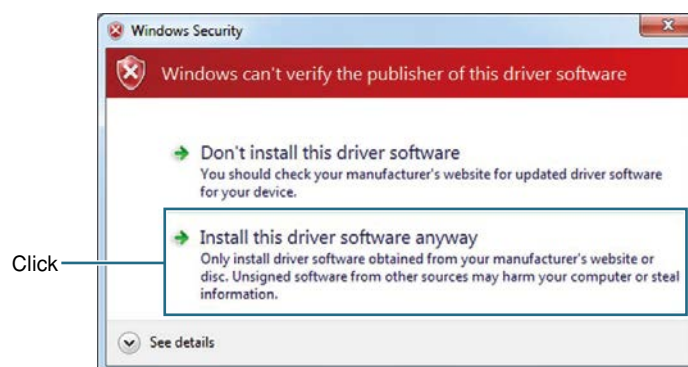 Windows Security
Windows can't verify the publisher of this driver software
Don't install this driver software
You should check your manufacturer's website for updated driver software
for your device.
Install this driver software anyway
Only install driver software obtained from your manufacturer's website or
disc. Unsigned software from other sources may harm your computer or steal
information.
Click
See details